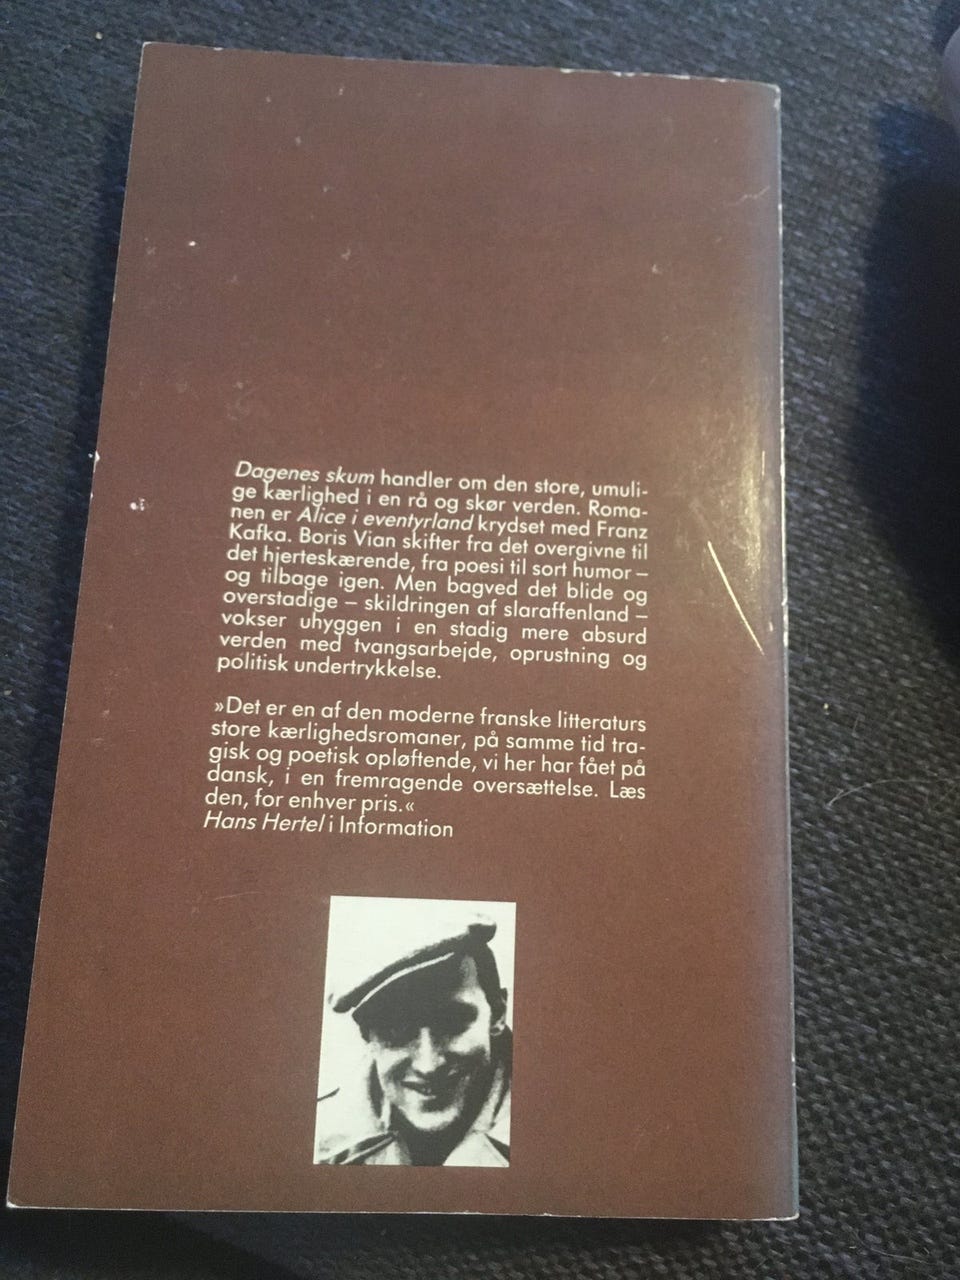 Dagenes skum handler om den store, umuli-
ge kærlighed i en rå og skør verden. Roma-
nen er Alice i eventyrland krydset med Franz
Kafka. Boris Vian skifter fra det overgivne til
det hjerteskærende, fra poesi til sort humor –
og tilbage igen. Men bagved det blide og
overstadige – skildringen af slaraffenland –
vokser uhyggen i en stadig mere absurd
verden med tvangsarbejde, oprustning og
politisk undertrykkelse.
»Det er en af den moderne franske litteraturs
store kærlighedsromaner, på samme tid tra-
gisk og poetisk opløftende, vi her har fået på
dansk, i en fremragende oversættelse. Læs
den, for enhver pris.«
Hans Hertel i Information